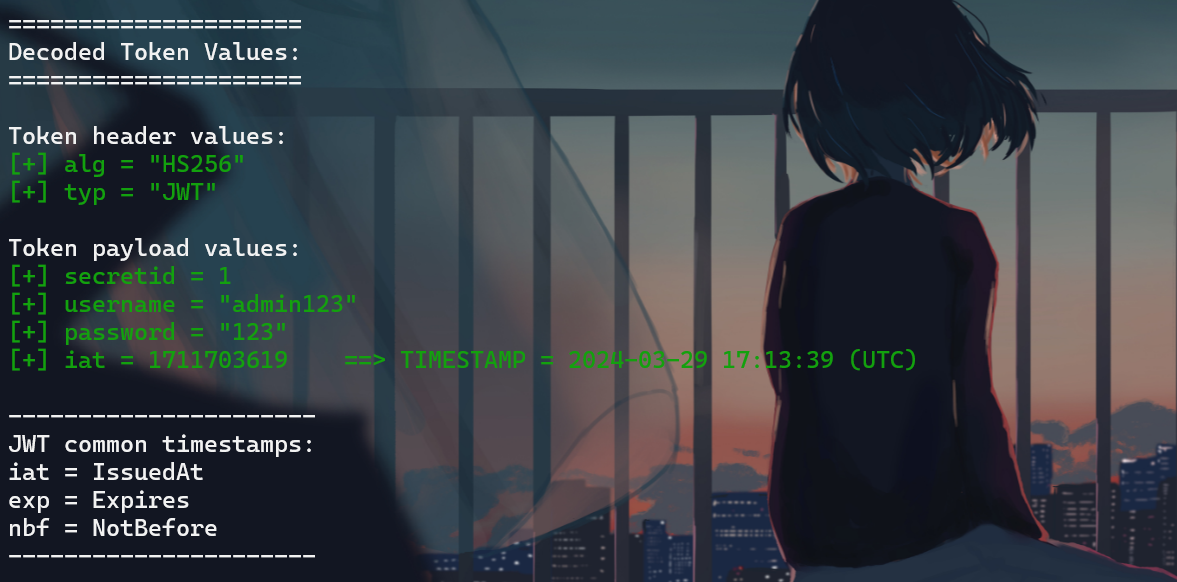 =====================
Decoded Token Values:
=====================
Token header values:
[+] alg = "HS256"
[+] typ = "JWT"
Token payload values:
[+] secretid = 1
[+] username = "admin123"
[+] password = "123"
[+] iat = 1711703619    ==> TIMESTAMP = 2024-03-29 17:13:39 (UTC)
----------------------
JWT common timestamps:
iat = IssuedAt
exp = Expires
nbf = NotBefore
----------------------